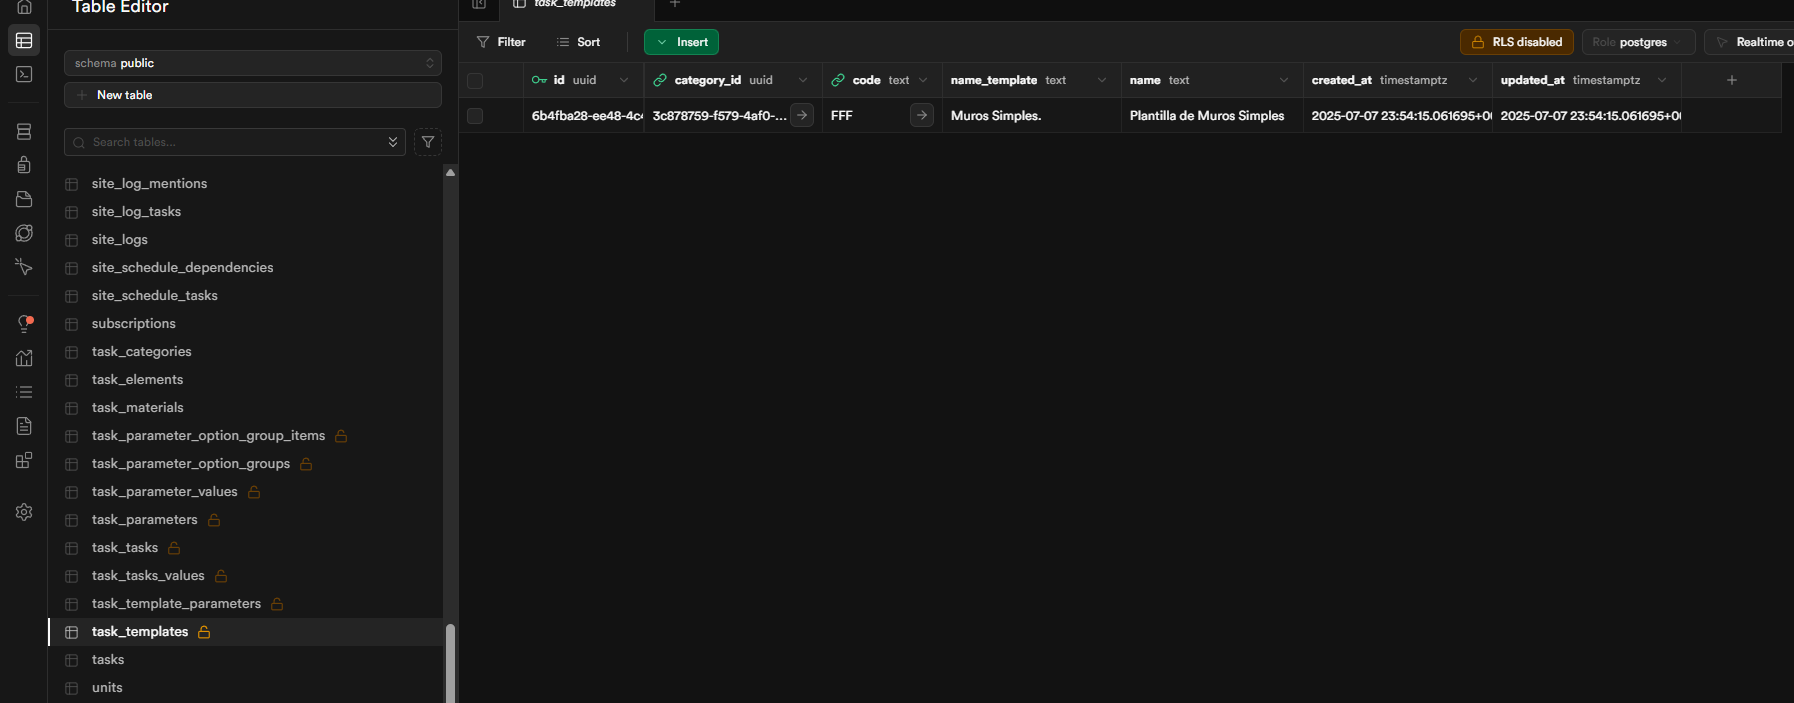 Table Editor
schema public
New table
Search tables...
site_log_mentions
site_log_tasks
site_logs
site_schedule_dependencies
site_schedule_tasks
subscriptions
task_categories
task_elements
task_materials
task_parameter_option_group_items
task_parameter_option_groups
task_parameter_values
task_parameters
task_tasks
task_tasks_values
task_template_parameters
task_templates
tasks
units
task_templates
Filter Sort Insert RLS disabled Role postgres Realtime o
id uuid category_id uuid code text name_template text name text created_at timestamptz updated_at timestamptz
6b4fba28-ee48-4c4 3c878759-f579-4af0-... FFF Muros Simples. Plantilla de Muros Simples 2025-07-07 23:54:15.061695+00 2025-07-07 23:54:15.061695+00